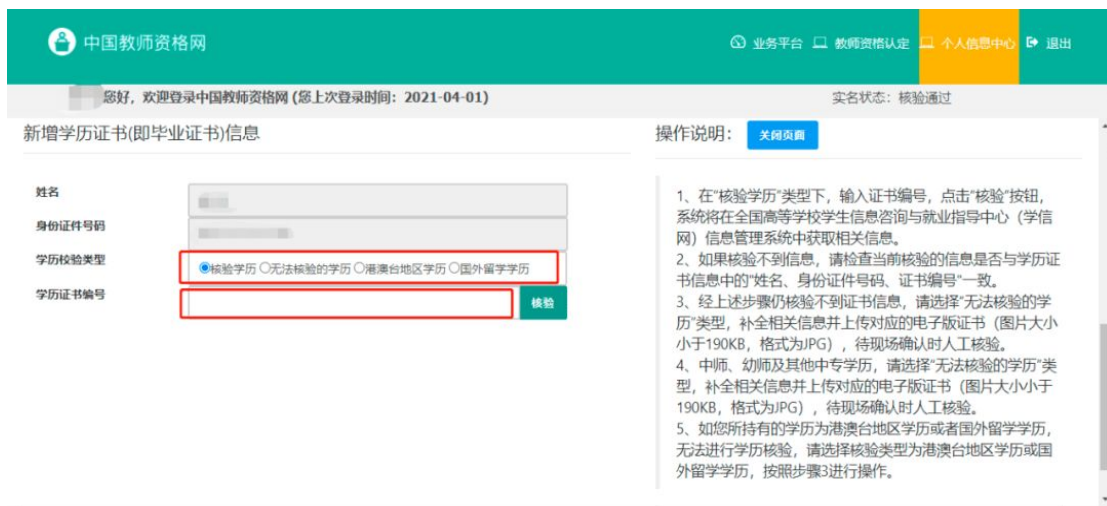 中国教师资格网
业务平台 教师资格认定 个人信息中心 退出
您好，欢迎登录中国教师资格网 (您上次登录时间：2021-04-01)
实名状态：核验通过
新增学历证书(即毕业证书)信息
姓名
身份证件号码
学历校验类型
核验学历 无法核验的学历 港澳台地区学历 国外留学学历
学历证书编号
核验
操作说明： 关闭页面
1、在"核验学历"类型下，输入证书编号，点击"核验"按钮，
系统将在全国高等学校学生信息咨询与就业指导中心（学信
网）信息管理系统中获取相关信息。
2、如果核验不到信息，请检查当前核验的信息是否与学历证
书信息中的"姓名、身份证件号码、证书编号"一致。
3、经上述步骤仍核验不到证书信息，请选择"无法核验的学
历"类型，补全相关信息并上传对应的电子版证书（图片大小
小于190KB，格式为JPG），待现场确认时人工核验。
4、中师、幼师及其他中专学历，请选择"无法核验的学历"类
型，补全相关信息并上传对应的电子版证书（图片大小小于
190KB，格式为JPG），待现场确认时人工核验。
5、如您所持有的学历为港澳台地区学历或者国外留学学历，
无法进行学历核验，请选择核验类型为港澳台地区学历或国
外留学学历，按照步骤3进行操作。